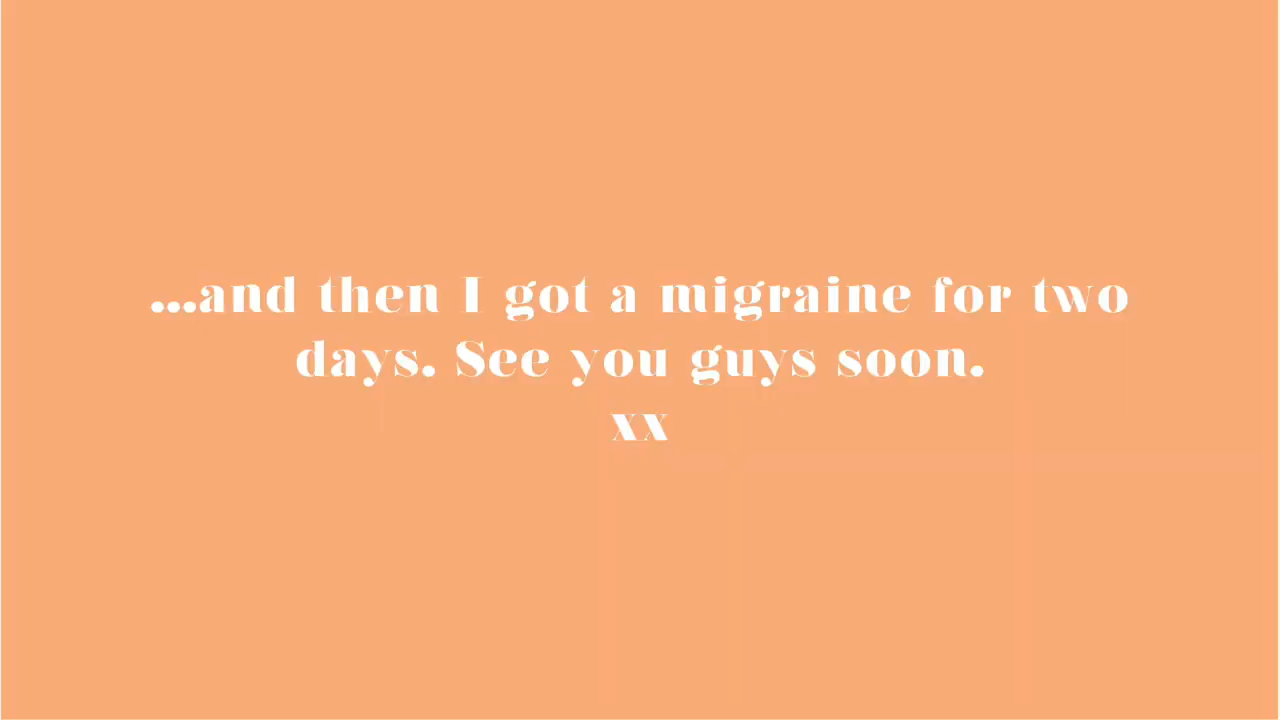 ...and then I got a migraine for two
days. See you guys soon.
xx